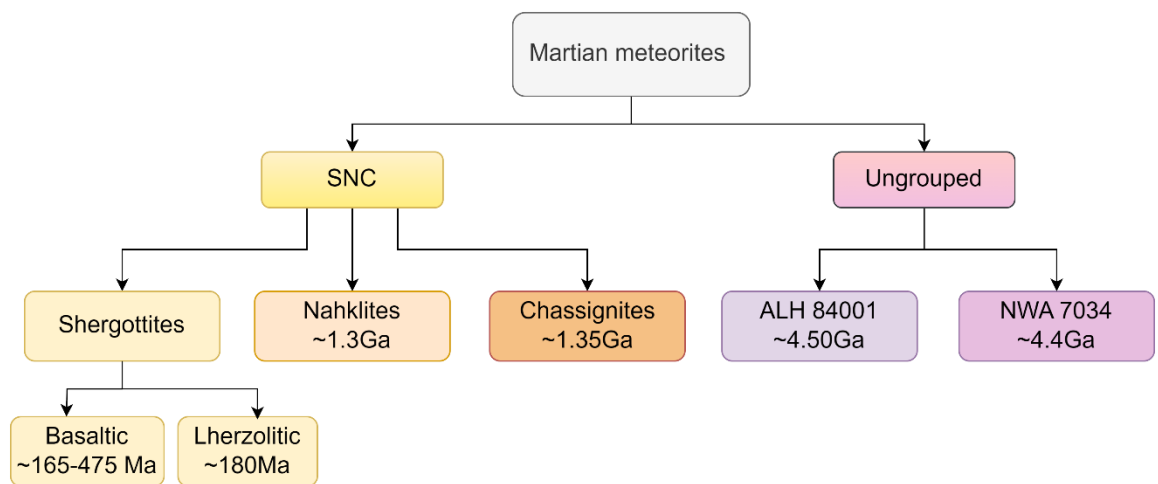 Martian meteorites
SNC
Ungrouped
Shergottites
Nahklites
~1.3Ga
Chassignites
~1.35Ga
ALH 84001
~4.50Ga
NWA 7034
~4.4Ga
Basaltic
~165-475 Ma
Lherzolitic
~180Ma